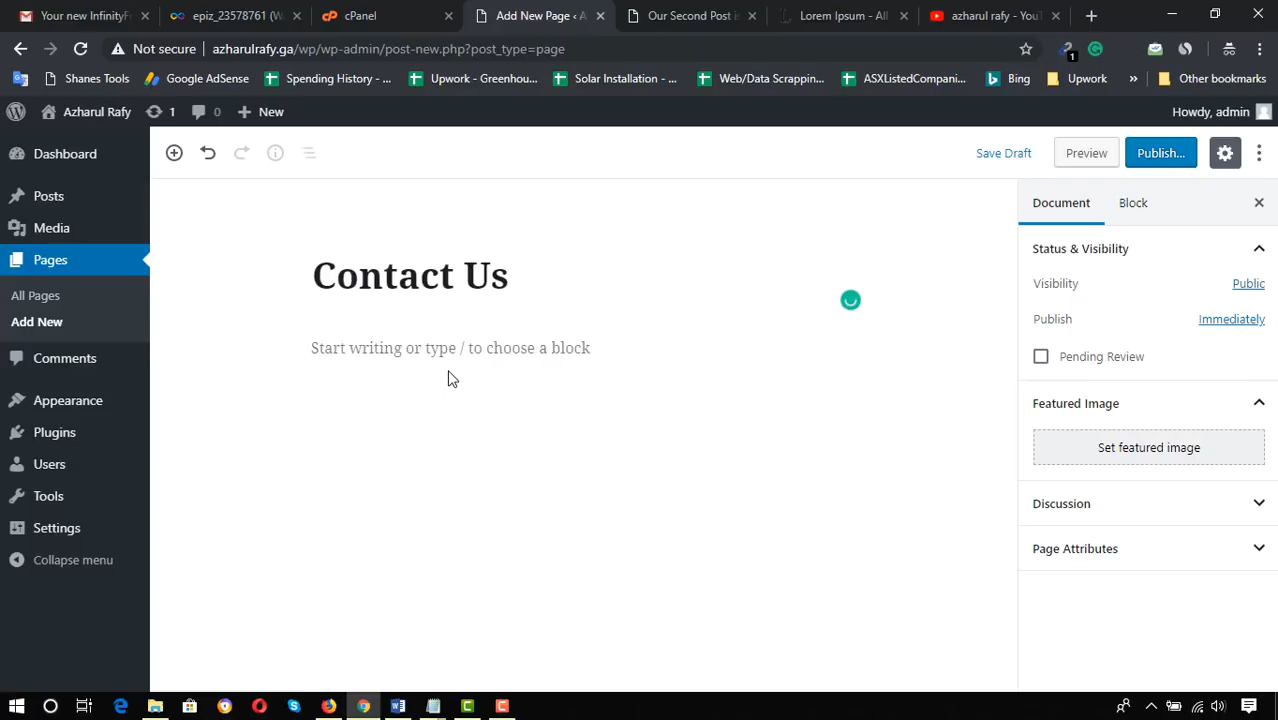 Your new InfinityFr
epiz_23578761 (W
cPanel
Add New Page ‹ A
Our Second Post is
Lorem Ipsum - All
azharul rafy - YouT
Not secure azharulrafy.ga/wp/wp-admin/post-new.php?post_type=page
1
Shanes Tools
Google AdSense
Spending History - ...
Upwork - Greenhou...
Solar Installation - ...
Web/Data Scrappin...
ASXListedCompani...
Bing
Upwork
»
Other bookmarks
Azharul Rafy
1
0
New
Howdy, admin
Dashboard
Posts
Media
Pages
All Pages
Add New
Comments
Appearance
Plugins
Users
Tools
Settings
Collapse menu
Save Draft
Preview
Publish...
Contact Us
Start writing or type / to choose a block
Document
Block
Status & Visibility
Visibility
Public
Publish
Immediately
Pending Review
Featured Image
Set featured image
Discussion
Page Attributes